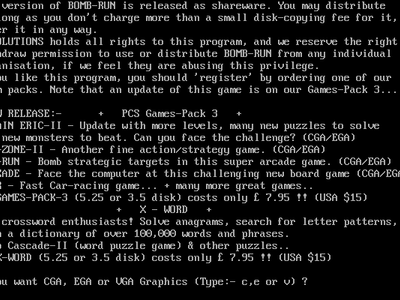 version of BOMB-RUN is released as shareware. You may distribute
long as you don't charge more than a small disk-copying fee for it,
er it in any way.
OLUTIONS holds all rights to this program, and we reserve the right
hdraw permission to use or distribute BOMB-RUN from any individual
anisation, if we feel they are abusing this privilege.
ou like this program, you should 'register' by ordering one of our
n packs. Note that an update of this game is on our Games-Pack 3...
RELEASE:- + PCS Games-Pack 3 +
IN ERIC-II - Update with more levels, many new puzzles to solve
new monsters to beat. Can you face the challenge? (CGA/EGA)
-ZONE-II - Another fine action/strategy game. (CGA/EGA)
-RUN - Bomb strategic targets in this super arcade game. (CGA/EGA)
CADE - Face the computer at this challenging new board game (CGA/EGA)
- Fast Car-racing game... + many more great games..
GAMES-PACK-3 (5.25 or 3.5 disk) costs only £ 7.95 !! (USA $15)
+ X - WORD +
crossword enthusiasts! Solve anagrams, search for letter patterns,
n a dictionary of over 100,000 words and phrases.
o Cascade-II (word puzzle game) & other puzzles..
X-WORD (5.25 or 3.5 disk) costs only £ 7.95 !! (USA $15)
ou want CGA, EGA or VGA Graphics (Type:- c,e or v) ?